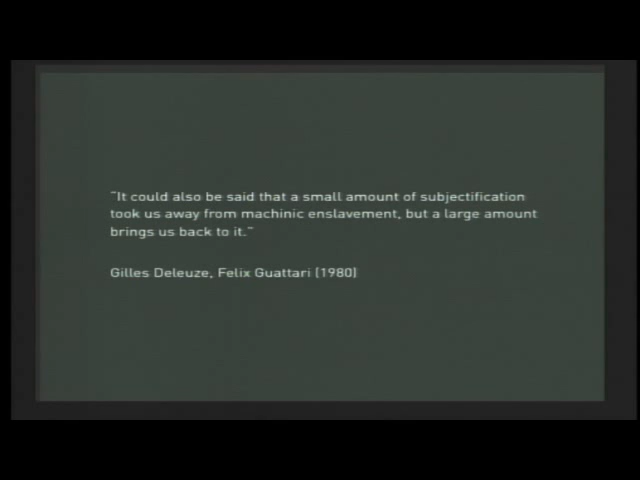 "It could also be said that a small amount of subjectification
took us away from machinic enslavement, but a large amount
brings us back to it."
Gilles Deleuze, Felix Guattari (1980)